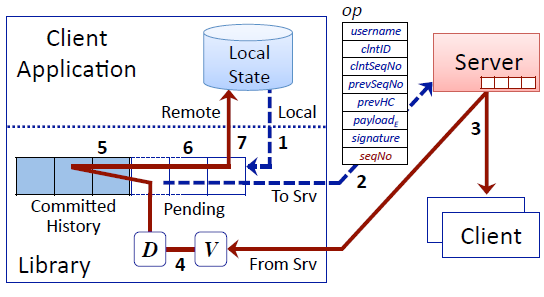 op
username
clntID
clntSeqNo
prevSeqNo
prevHC
payloadE
signature
seqNo
Client
Application
Local
State
Server
Remote
Local
1
2
3
5
6
7
To Srv
Committed
History
Pending
D
V
4
From Srv
Library
Client